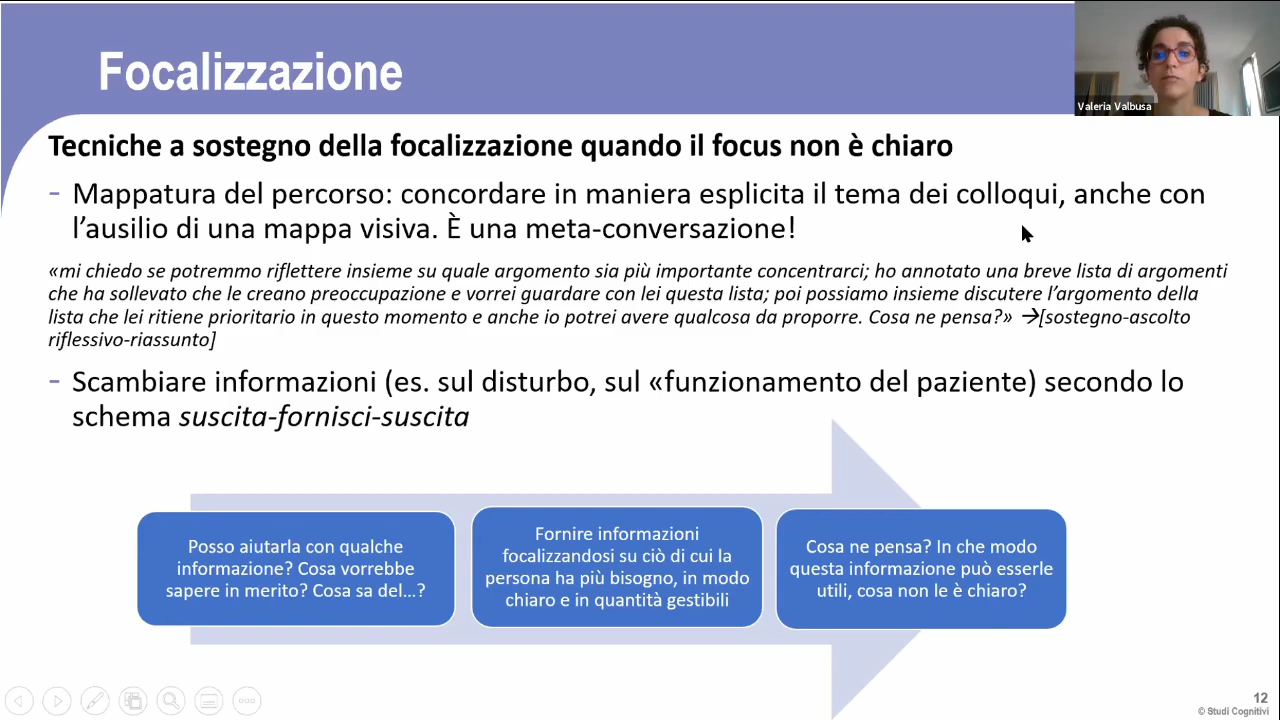 Focalizzazione
Valeria Valbusa
Tecniche a sostegno della focalizzazione quando il focus non è chiaro
- Mappatura del percorso: concordare in maniera esplicita il tema dei colloqui, anche con
l’ausilio di una mappa visiva. È una meta-conversazione!
«mi chiedo se potremmo riflettere insieme su quale argomento sia più importante concentrarci; ho annotato una breve lista di argomenti
che ha sollevato che le creano preoccupazione e vorrei guardare con lei questa lista; poi possiamo insieme discutere l’argomento della
lista che lei ritiene prioritario in questo momento e anche io potrei avere qualcosa da proporre. Cosa ne pensa?» →[sostegno-ascolto
riflessivo-riassunto]
- Scambiare informazioni (es. sul disturbo, sul «funzionamento del paziente) secondo lo
schema suscita-fornisci-suscita
Posso aiutarla con qualche
informazione? Cosa vorrebbe
sapere in merito? Cosa sa del…?
Fornire informazioni
focalizzandosi su ciò di cui la
persona ha più bisogno, in modo
chiaro e in quantità gestibili
Cosa ne pensa? In che modo
questa informazione può esserle
utili, cosa non le è chiaro?
12
© Studi Cognitivi